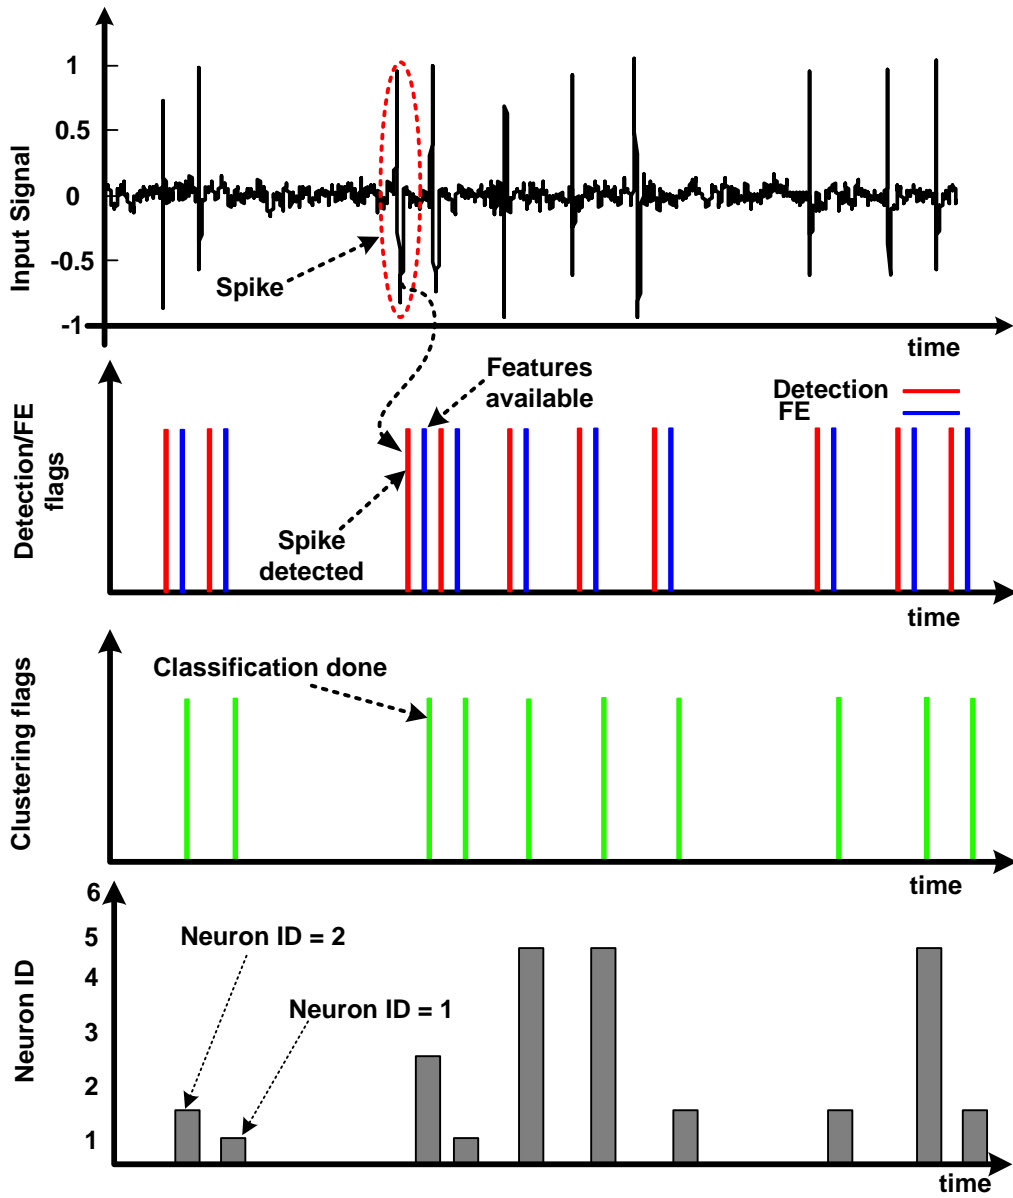 1
0.5
0
-0.5
-1
Input Signal
Spike
time
Features
available
Detection
FE
Detection/FE
flags
Spike
detected
time
Classification done
Clustering flags
time
6
5
4
3
2
1
Neuron ID
Neuron ID = 2
Neuron ID = 1
time